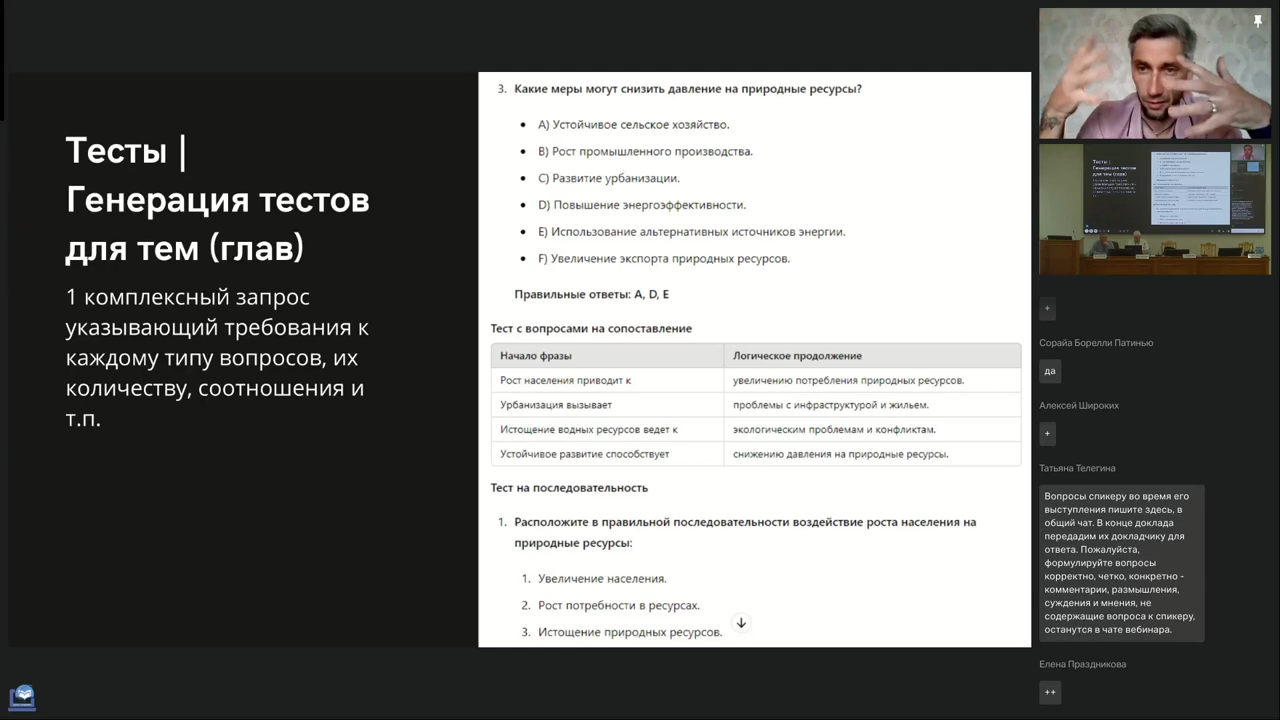 Тесты |
Генерация тестов
для тем (глав)
1 комплексный запрос
указывающий требования к
каждому типу вопросов, их
количеству, соотношения и
т.п.
3. Какие меры могут снизить давление на природные ресурсы?
• A) Устойчивое сельское хозяйство.
• B) Рост промышленного производства.
• C) Развитие урбанизации.
• D) Повышение энергоэффективности.
• E) Использование альтернативных источников энергии.
• F) Увеличение экспорта природных ресурсов.
Правильные ответы: A, D, E
Тест с вопросами на сопоставление
Начало фразы Логическое продолжение
Рост населения приводит к увеличению потребления природных ресурсов.
Урбанизация вызывает проблемы с инфраструктурой и жильем.
Истощение водных ресурсов ведет к экологическим проблемам и конфликтам.
Устойчивое развитие способствует снижению давления на природные ресурсы.
Тест на последовательность
1. Расположите в правильной последовательности воздействие роста населения на
природные ресурсы:
1. Увеличение населения.
2. Рост потребности в ресурсах.
3. Истощение природных ресурсов.
Тесты |
Генерация тестов
для тем (глав)
+
Сорайа Борелли Патинью
да
Алексей Широких
+
Татьяна Телегина
Вопросы спикеру во время его
выступления пишите здесь, в
общий чат. В конце доклада
передадим их докладчику для
ответа. Пожалуйста,
формулируйте вопросы
корректно, четко, конкретно -
комментарии, размышления,
суждения и мнения, не
содержащие вопроса к спикеру,
останутся в чате вебинара.
Елена Праздникова
++